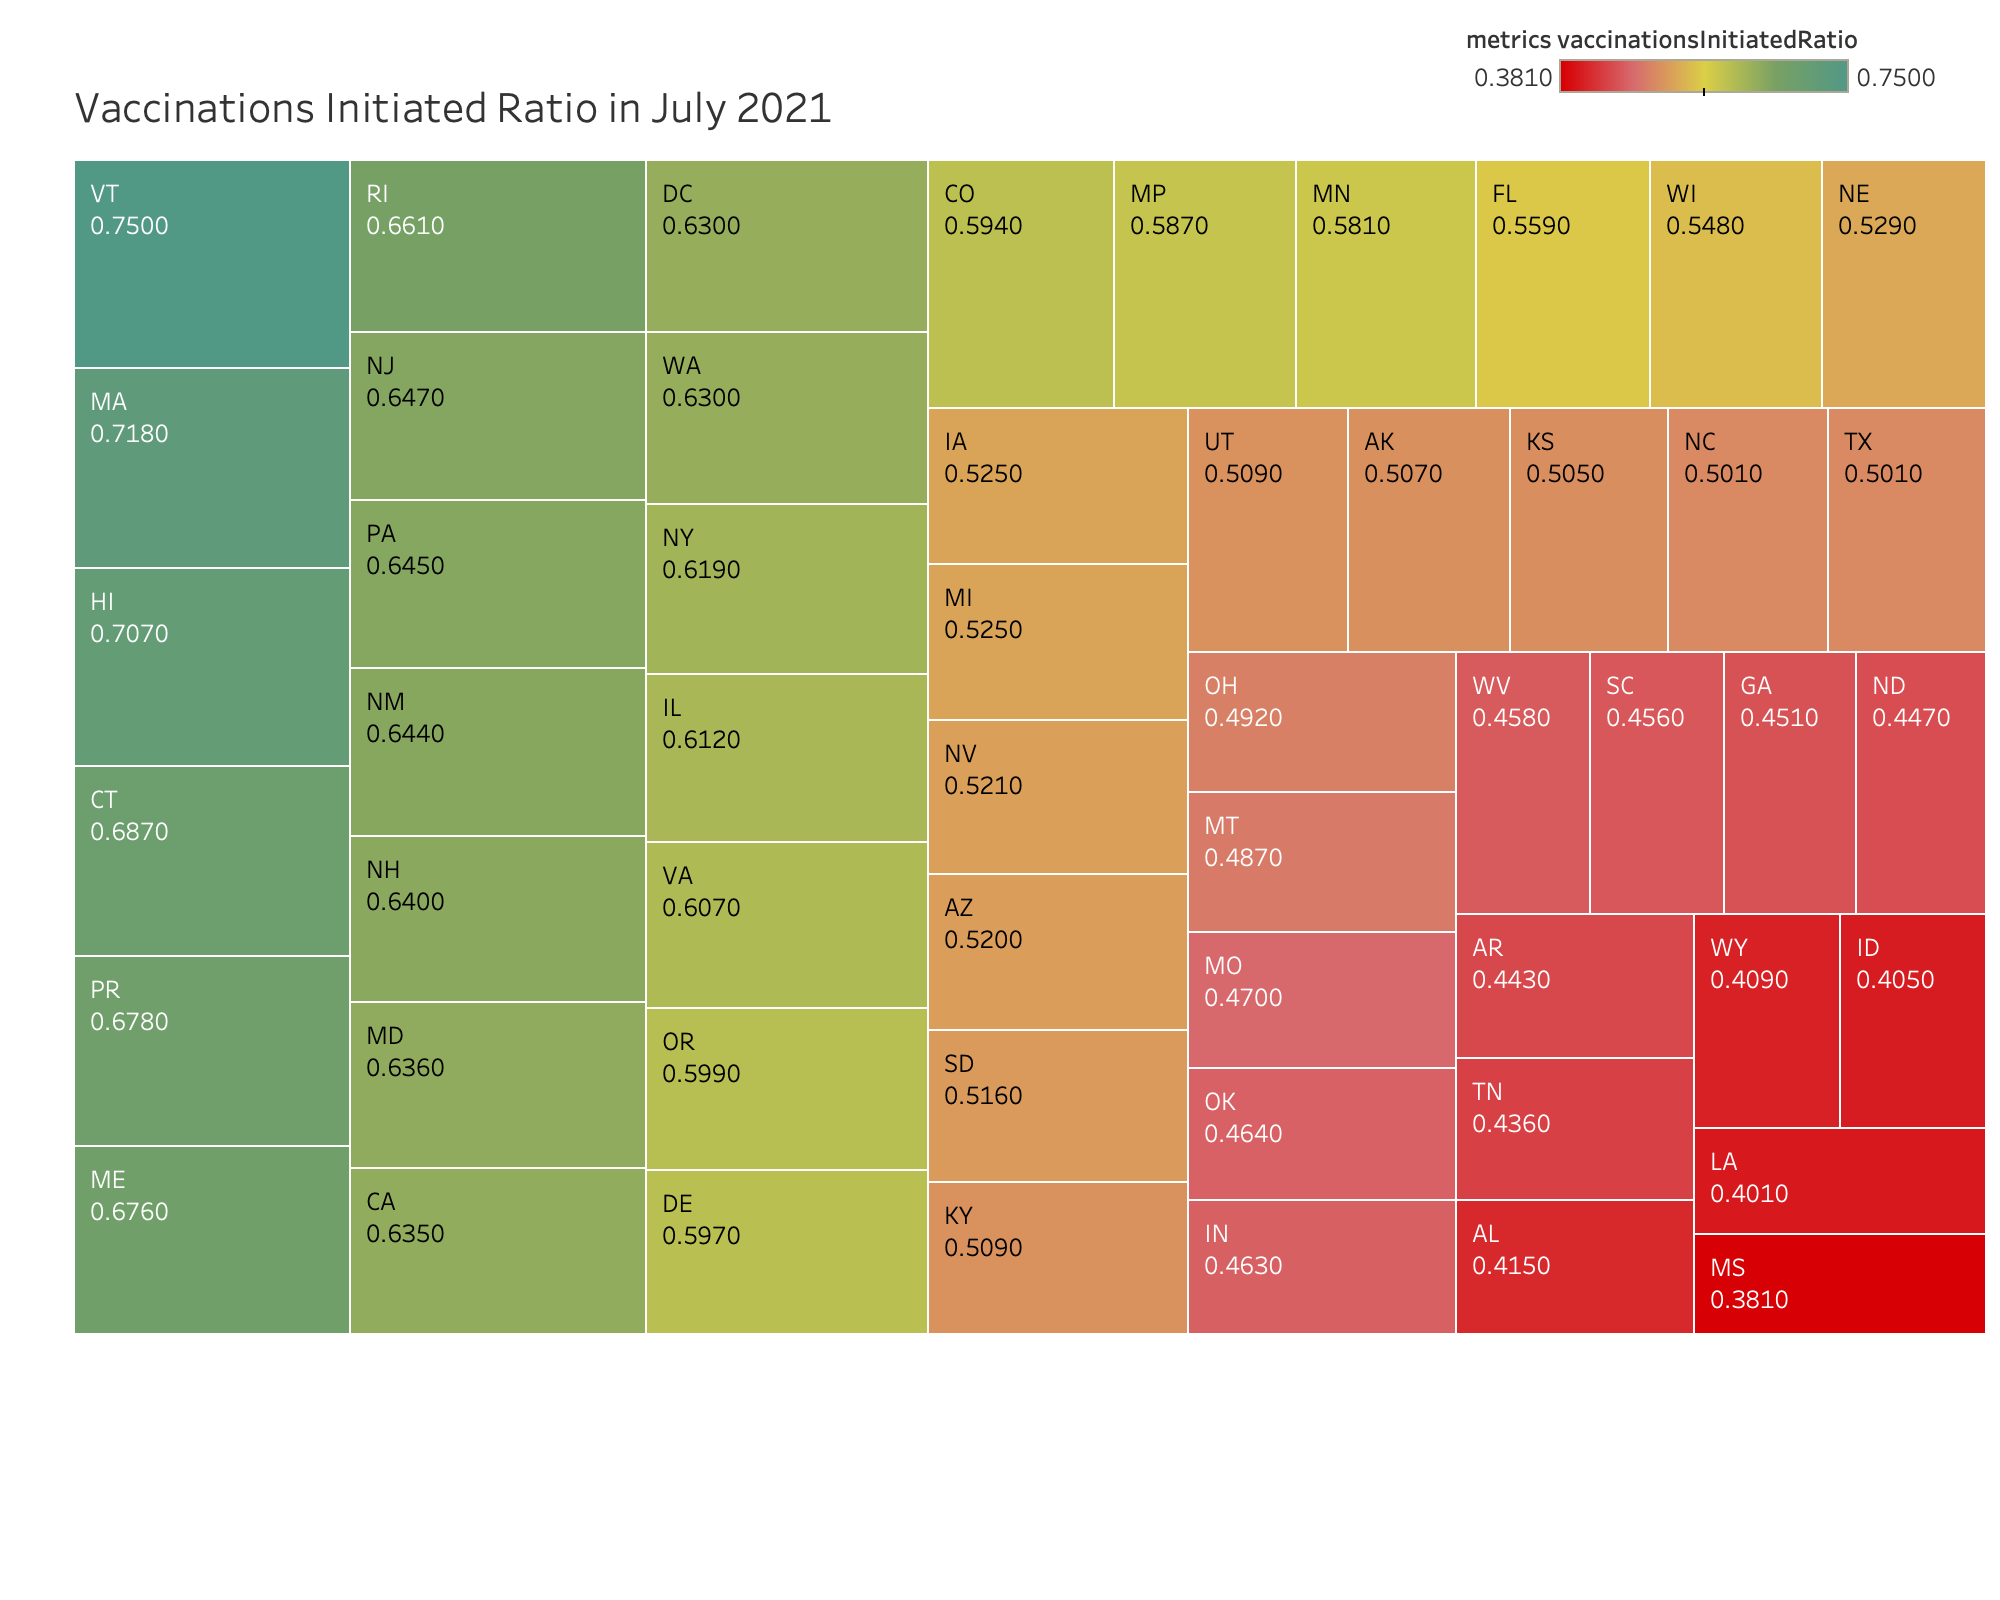 metrics vaccinationsInitiatedRatio
0.3810 0.7500
Vaccinations Initiated Ratio in July 2021
VT
0.7500
MA
0.7180
HI
0.7070
CT
0.6870
PR
0.6780
ME
0.6760
RI
0.6610
NJ
0.6470
PA
0.6450
NM
0.6440
NH
0.6400
MD
0.6360
CA
0.6350
DC
0.6300
WA
0.6300
NY
0.6190
IL
0.6120
VA
0.6070
OR
0.5990
DE
0.5970
CO
0.5940
MP
0.5870
MN
0.5810
FL
0.5590
WI
0.5480
NE
0.5290
IA
0.5250
MI
0.5250
NV
0.5210
AZ
0.5200
SD
0.5160
KY
0.5090
UT
0.5090
AK
0.5070
KS
0.5050
NC
0.5010
TX
0.5010
OH
0.4920
MT
0.4870
MO
0.4700
OK
0.4640
IN
0.4630
WV
0.4580
SC
0.4560
GA
0.4510
ND
0.4470
AR
0.4430
TN
0.4360
AL
0.4150
WY
0.4090
ID
0.4050
LA
0.4010
MS
0.3810